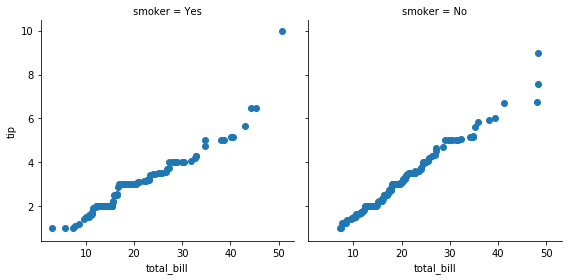 smoker = Yes
smoker = No
tip
10
8
6
4
2
10 20 30 40 50
10 20 30 40 50
total_bill
total_bill